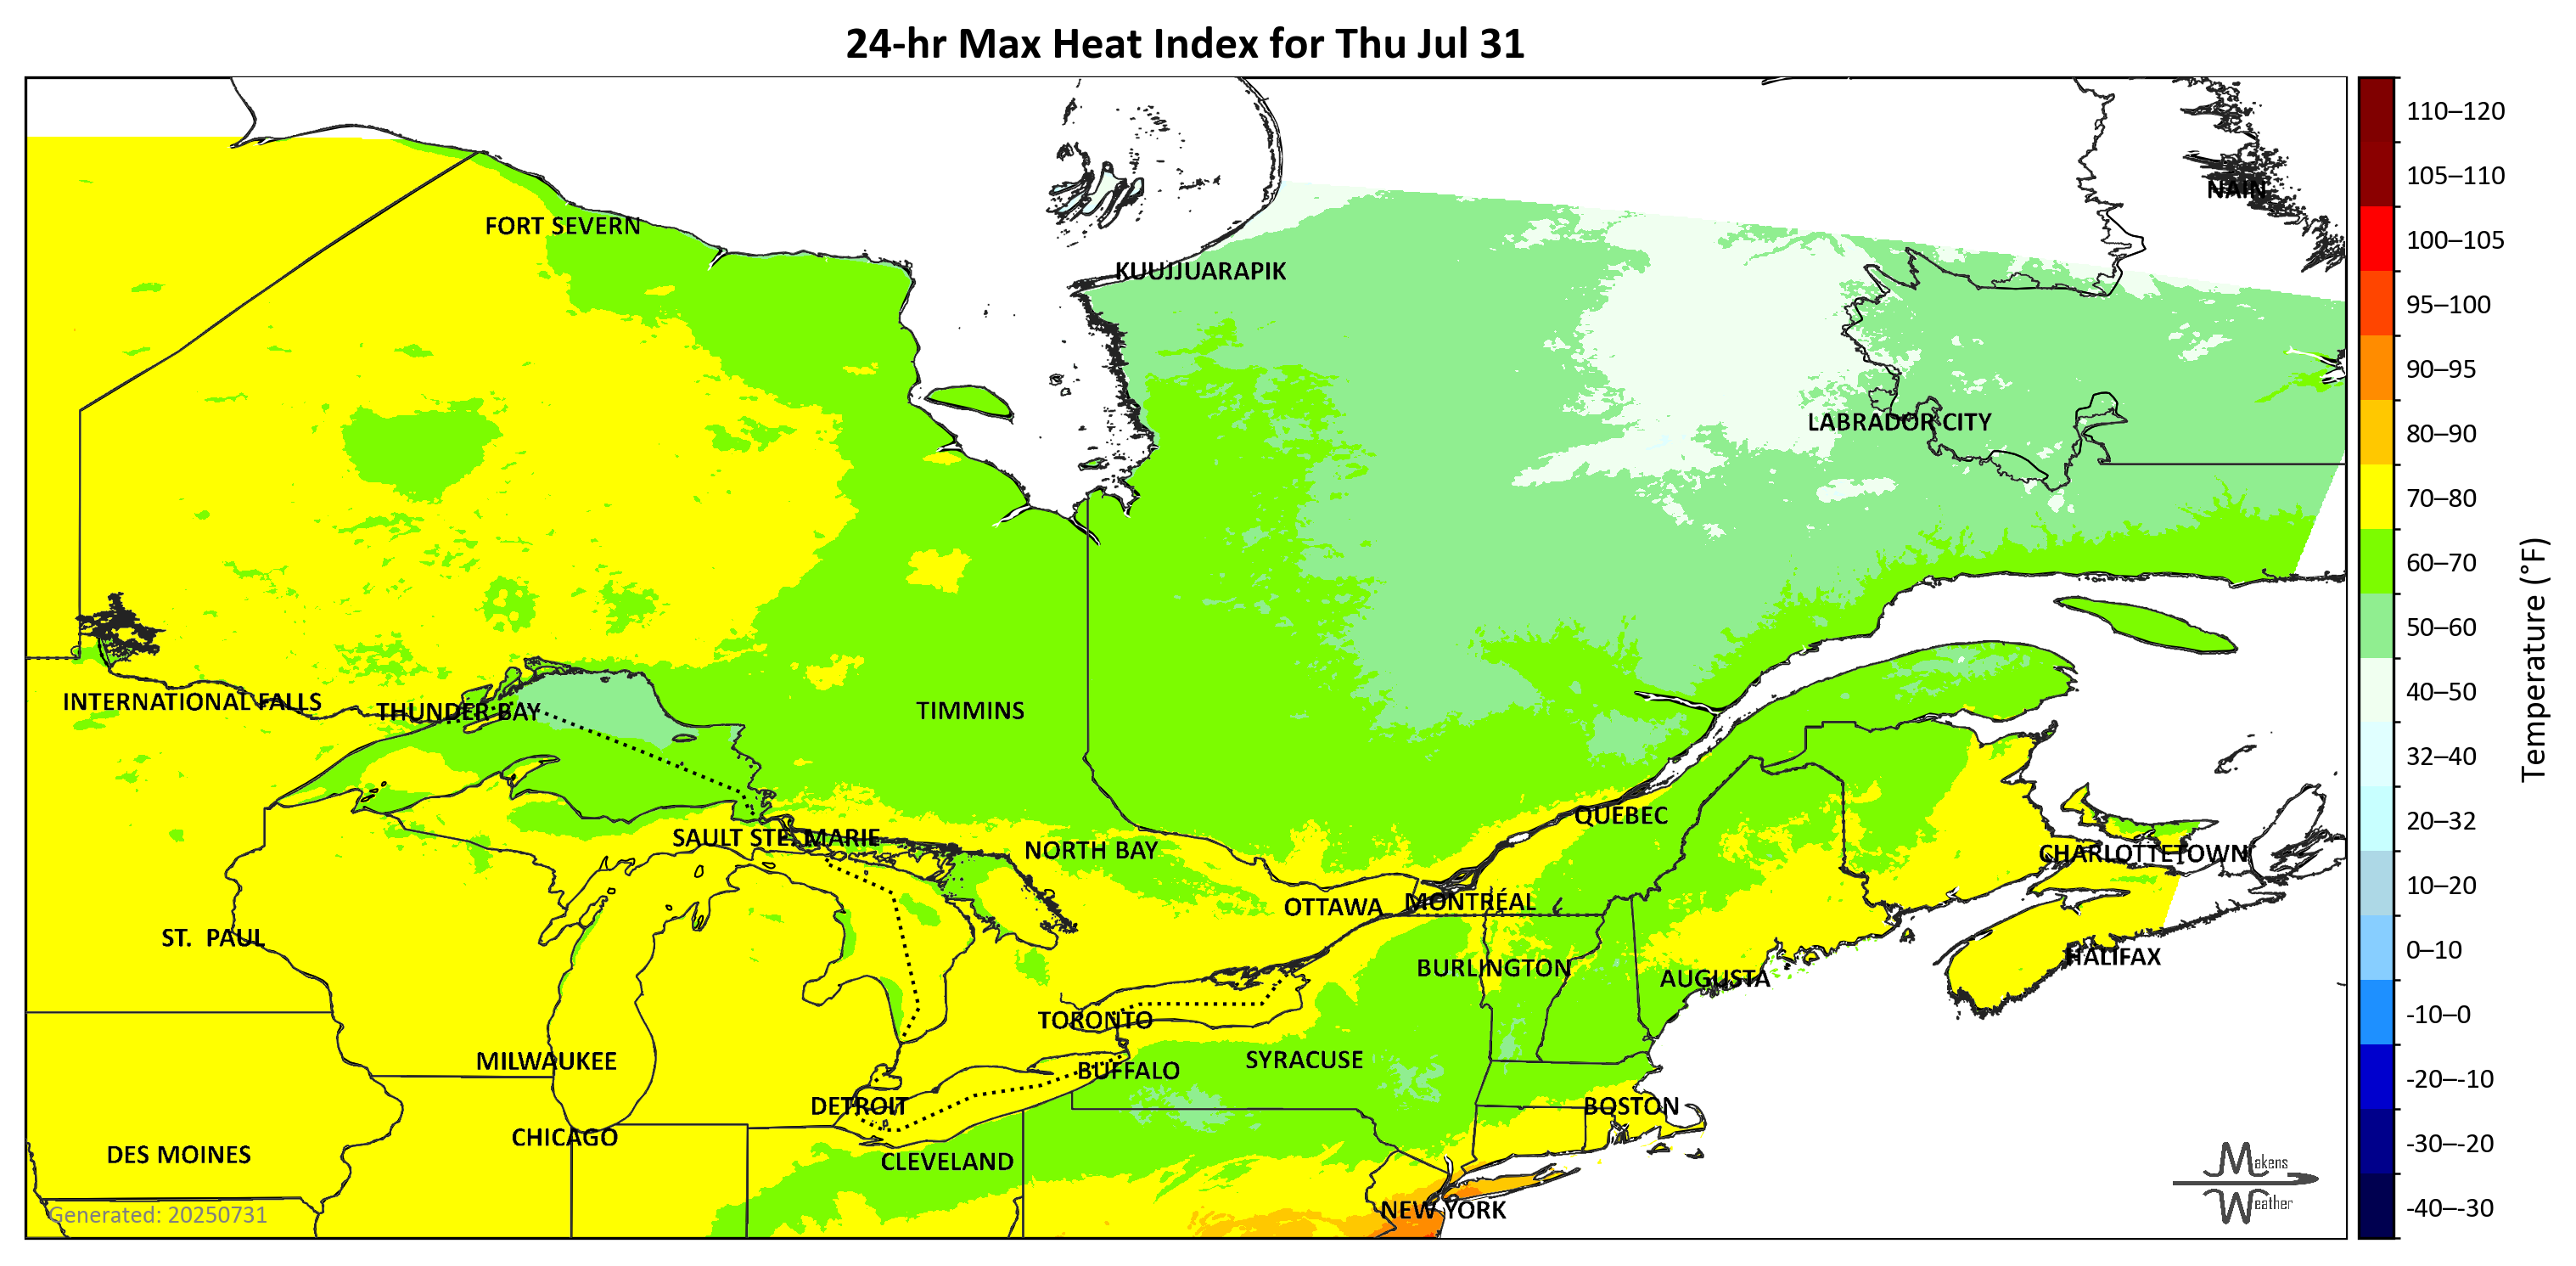 24-hr Max Heat Index for Thu Jul 31
110–120
105–110
NAIN
FORT SEVERN
100–105
KUUJJUARAPIK
95–100
90–95
LABRADOR CITY
80–90
70–80
60–70
50–60
Temperature (°F)
INTERNATIONAL FALLS
THUNDER BAY
TIMMINS
40–50
32–40
QUEBEC
20–32
SAULT STE. MARIE
NORTH BAY
CHARLOTTETOWN
10–20
OTTAWA
MONTRÉAL
ST. PAUL
0–10
HALIFAX
BURLINGTON
AUGUSTA
-10–0
TORONTO
MILWAUKEE
SYRACUSE
BUFFALO
-20–-10
DETROIT
BOSTON
CHICAGO
-30–-20
DES MOINES
CLEVELAND
Makens
Weather
-40–-30
NEW YORK
Generated: 20250731